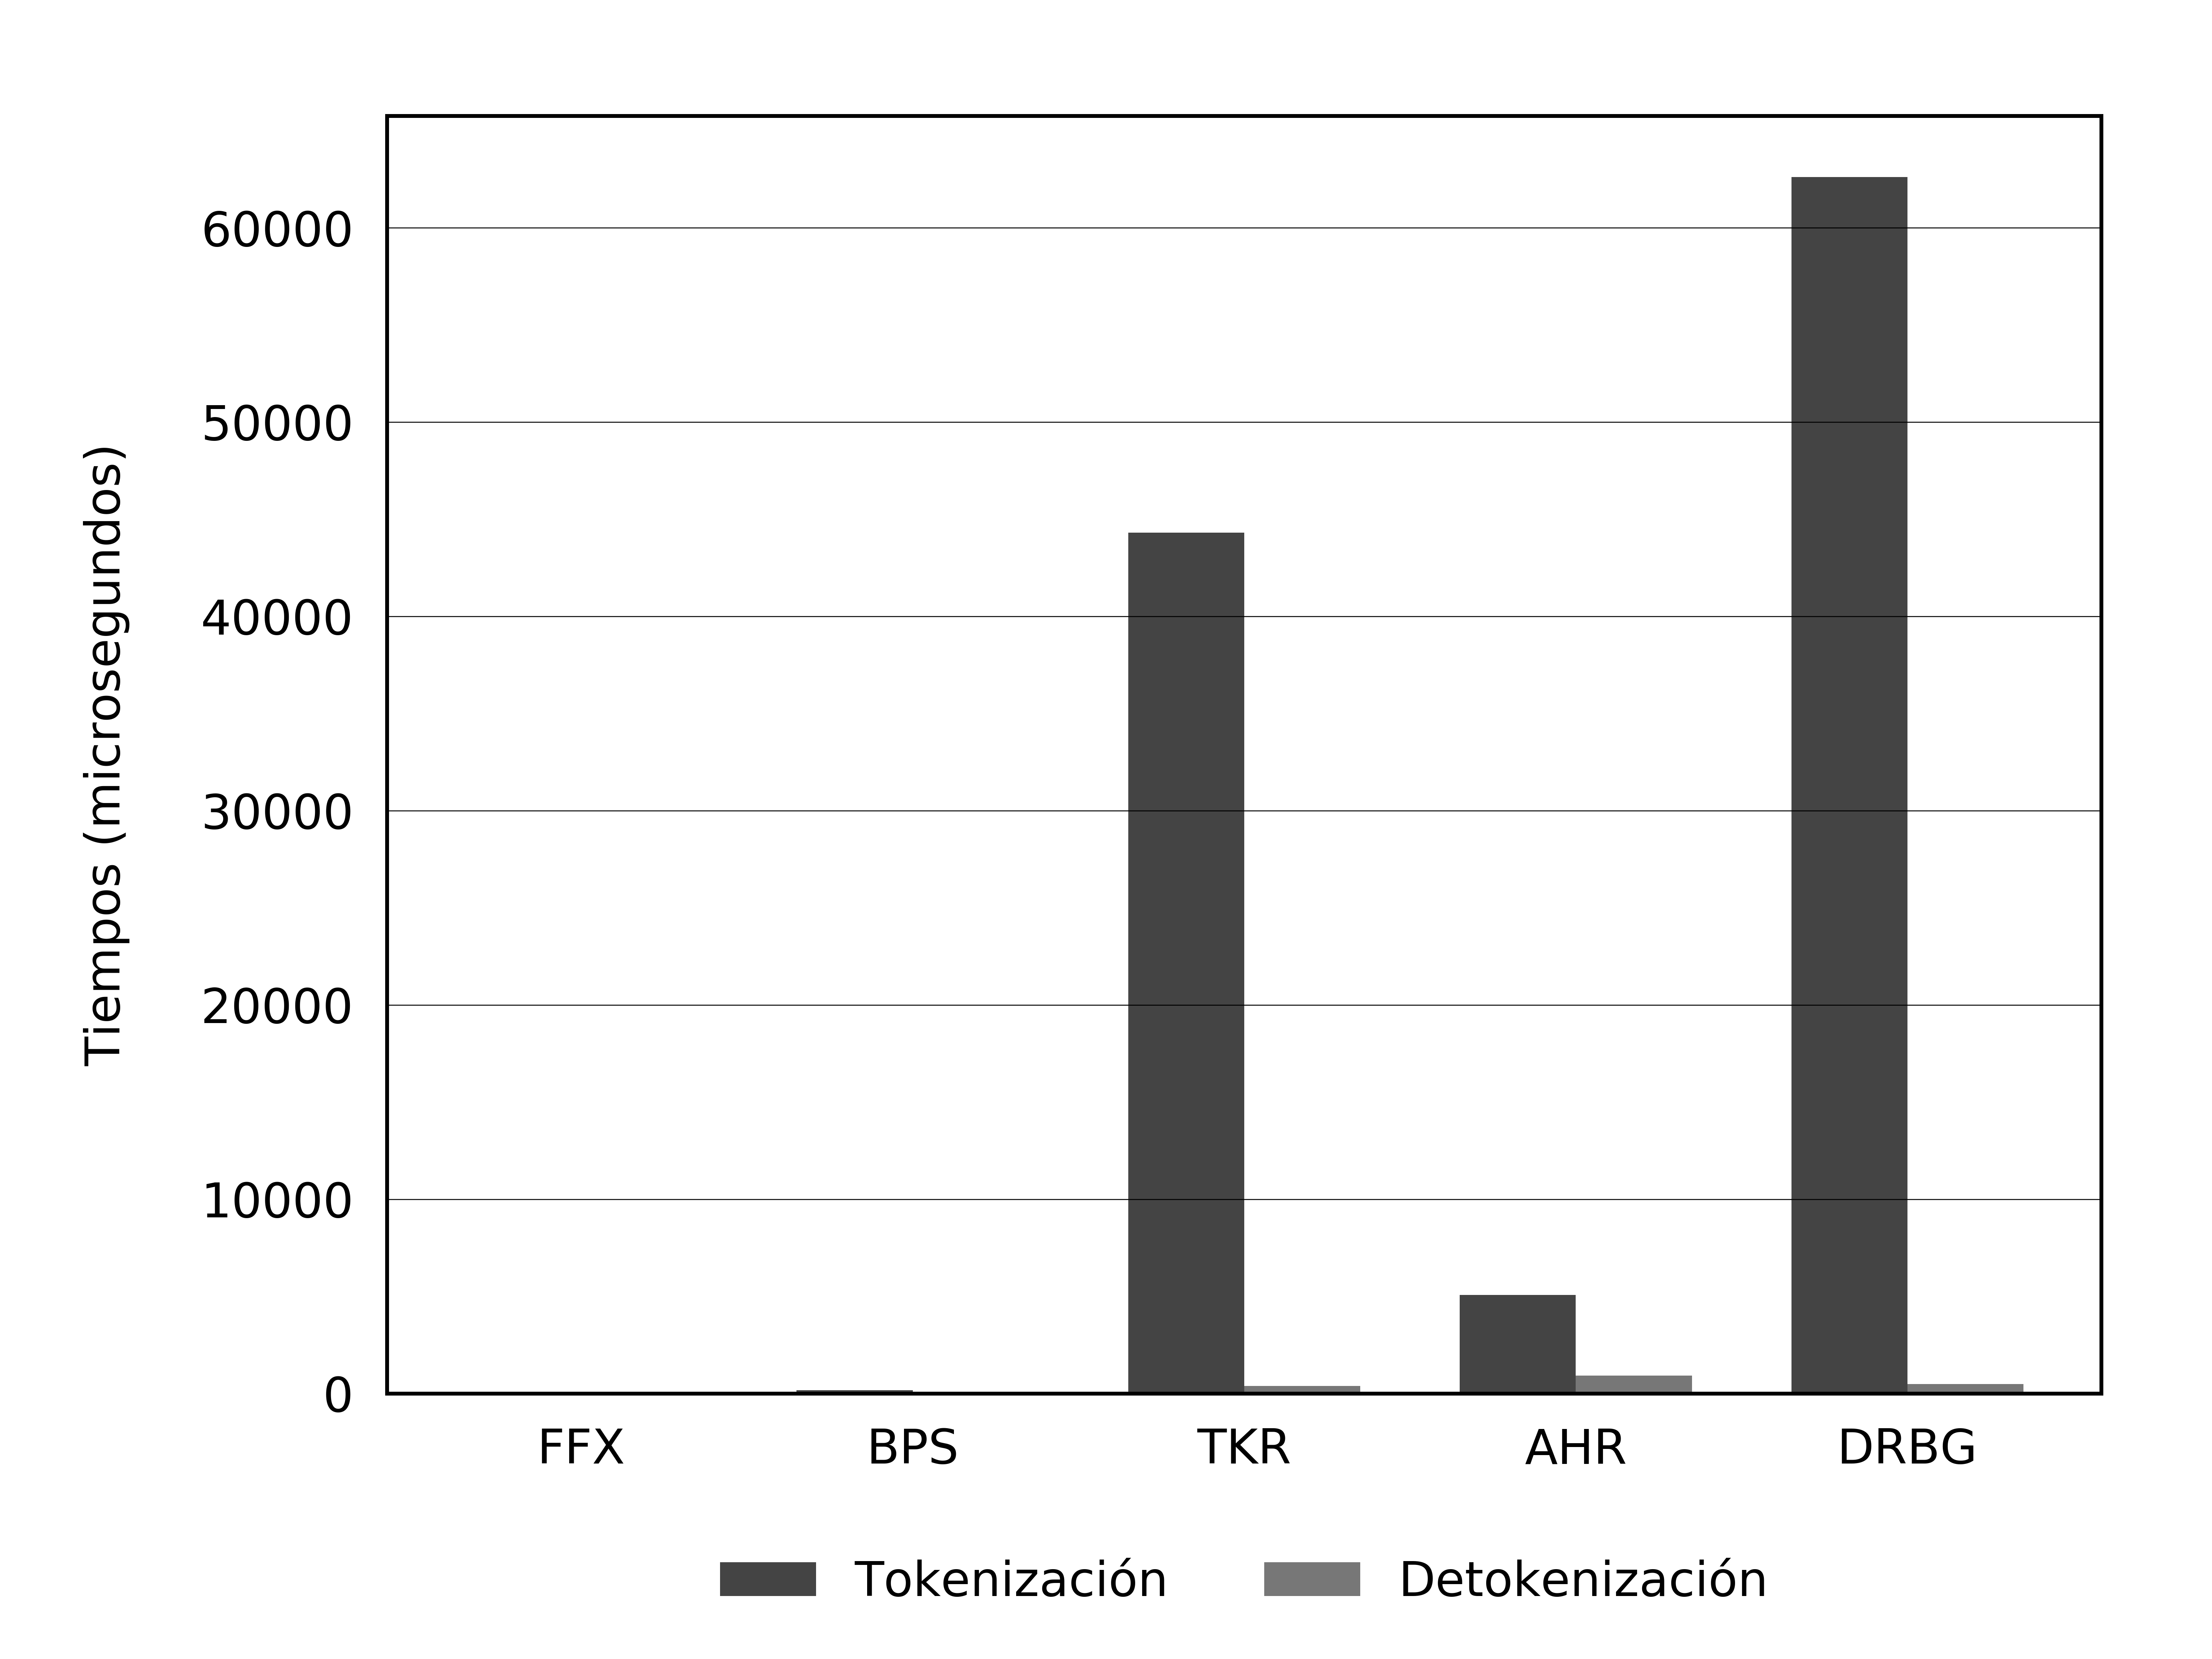 Tiempos (microsegundos)
60000
50000
40000
30000
20000
10000
0
FFX BPS TKR AHR DRBG
Tokenización Detokenización